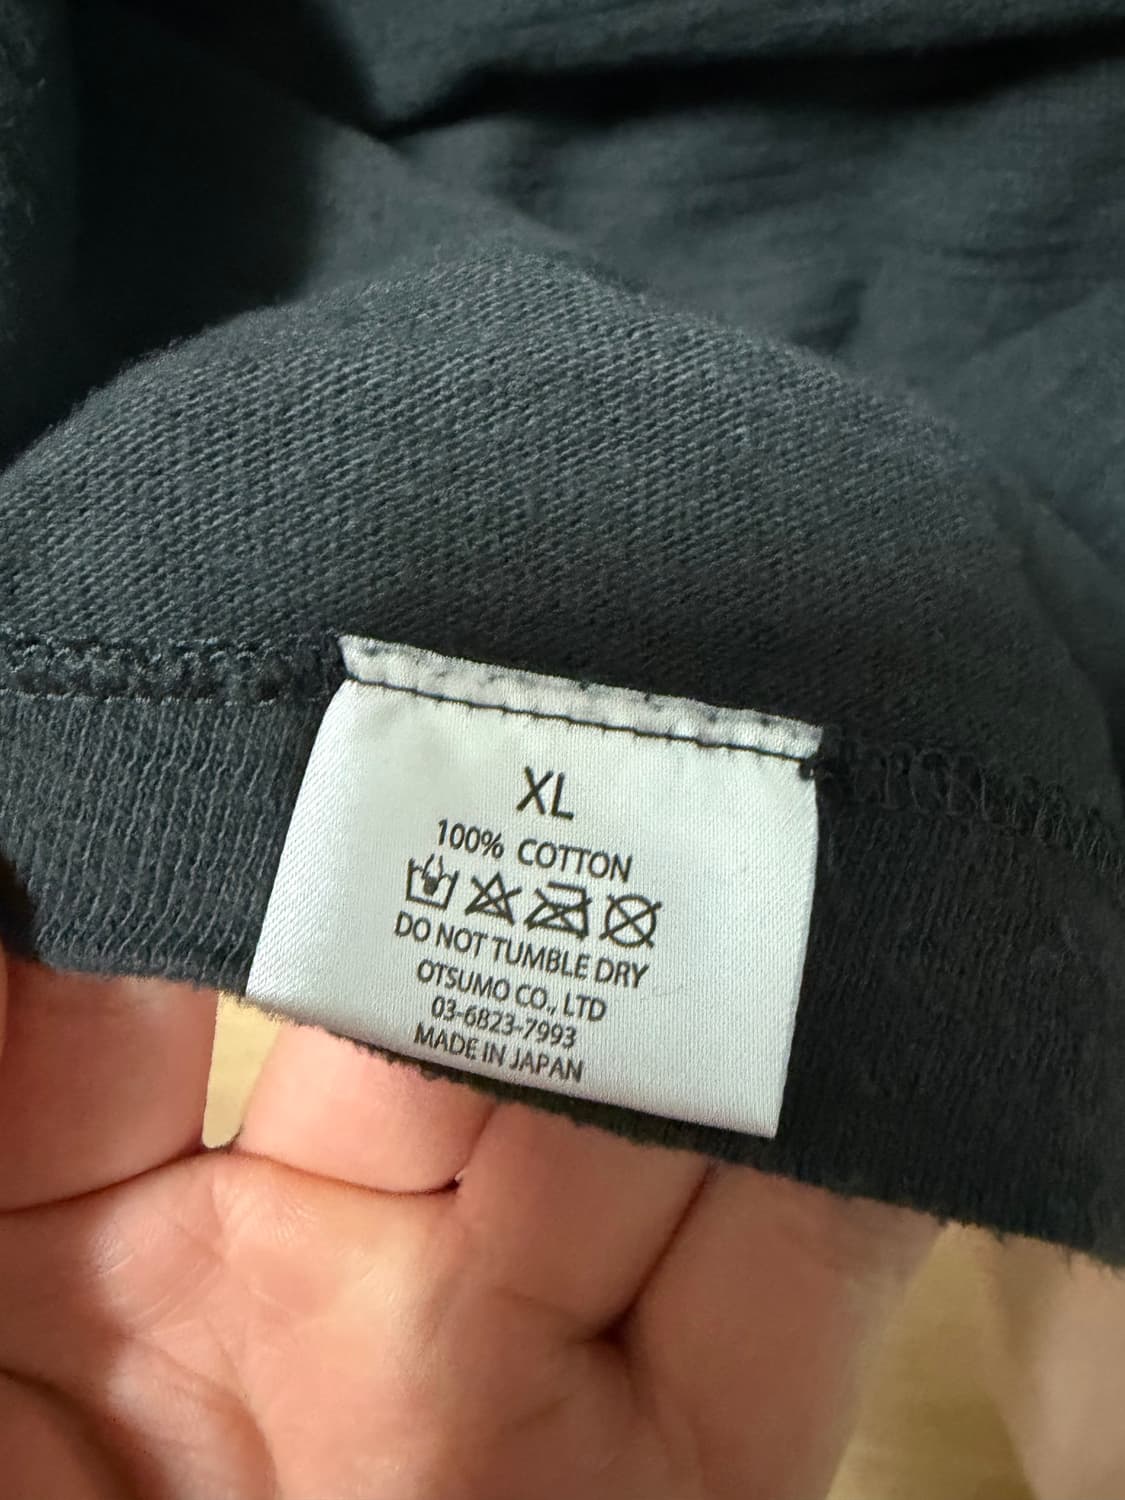 XL
100% COTTON
DO NOT TUMBLE DRY
OTSUMO CO., LTD
03-6823-7993
MADE IN JAPAN